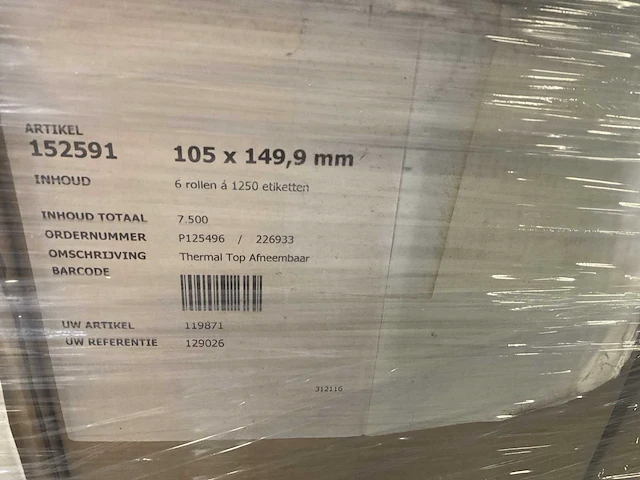 ARTIKEL
152591 105 x 149,9 mm
INHOUD 6 rollen á 1250 etiketten
INHOUD TOTAAL 7.500
ORDERNUMMER P125496 / 226933
OMSCHRIJVING Thermal Top Afneembaar
BARCODE
UW ARTIKEL 119871
UW REFERENTIE 129026
312116